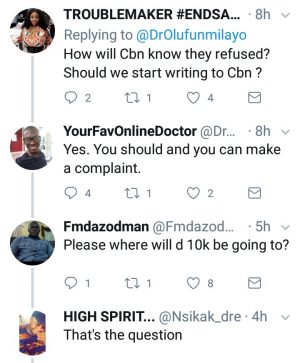 TROUBLEMAKER #ENDSA... · 8h
Replying to @DrOlufunmilayo
How will Cbn know they refused?
Should we start writing to Cbn ?
2 1 4
YourFavOnlineDoctor @Dr... · 8h
Yes. You should and you can make
a complaint.
4 1 2
Fmdazodman @Fmdazod... · 5h
Please where will d 10k be going to?
1 1 8
HIGH SPIRIT... @Nsikak_dre · 4h
That's the question